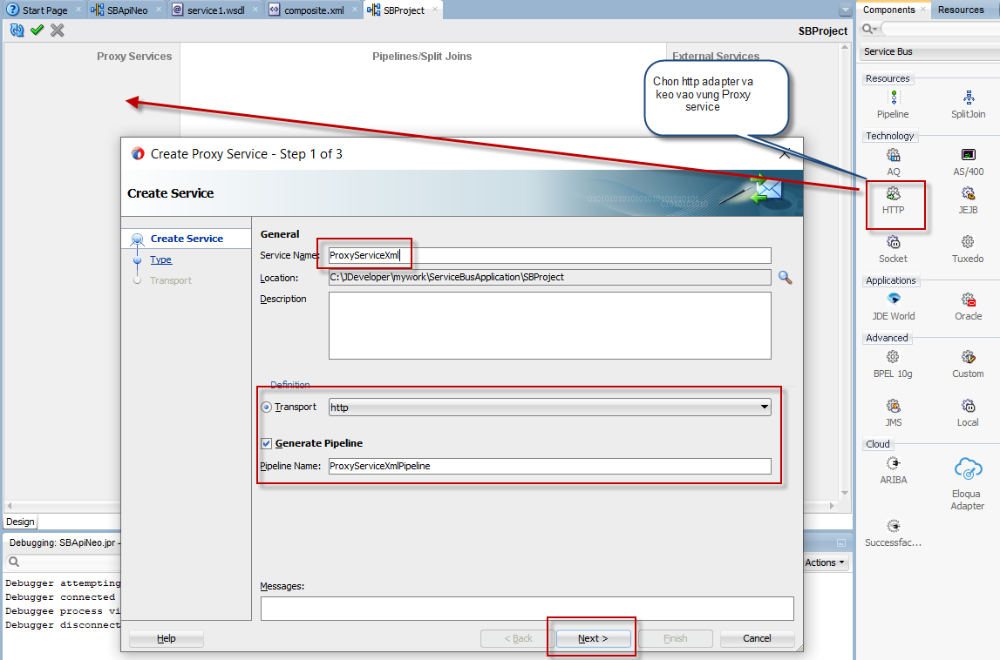 Start Page
SBApiNeo
service1.wsdl
composite.xml
SBProject
Components
Resources
SBProject
Service Bus
Proxy Services
Pipelines/Split Joins
External Services
Chon http adapter va
keo vao vung Proxy
service
Resources
Pipeline
SplitJoin
Technology
AQ
AS/400
HTTP
JEJB
Socket
Tuxedo
Applications
JDE World
Oracle
Advanced
BPEL 10g
Custom
JMS
Local
Cloud
ARIBA
Eloqua
Adapter
Successfac...
Create Proxy Service - Step 1 of 3
Create Service
Create Service
Type
Transport
General
Service Name: ProxyServiceXml
Location: C:\JDeveloper\mywork\ServiceBusApplication\SBProject
Description
Definition
Transport http
Generate Pipeline
Pipeline Name: ProxyServiceXmlPipeline
Messages:
Help
< Back
Next >
Finish
Cancel
Design
Debugging: SBApiNeo.jpr -
Actions
Debugger attempting
Debugger connected
Debuggee process vi
Debugger disconnect